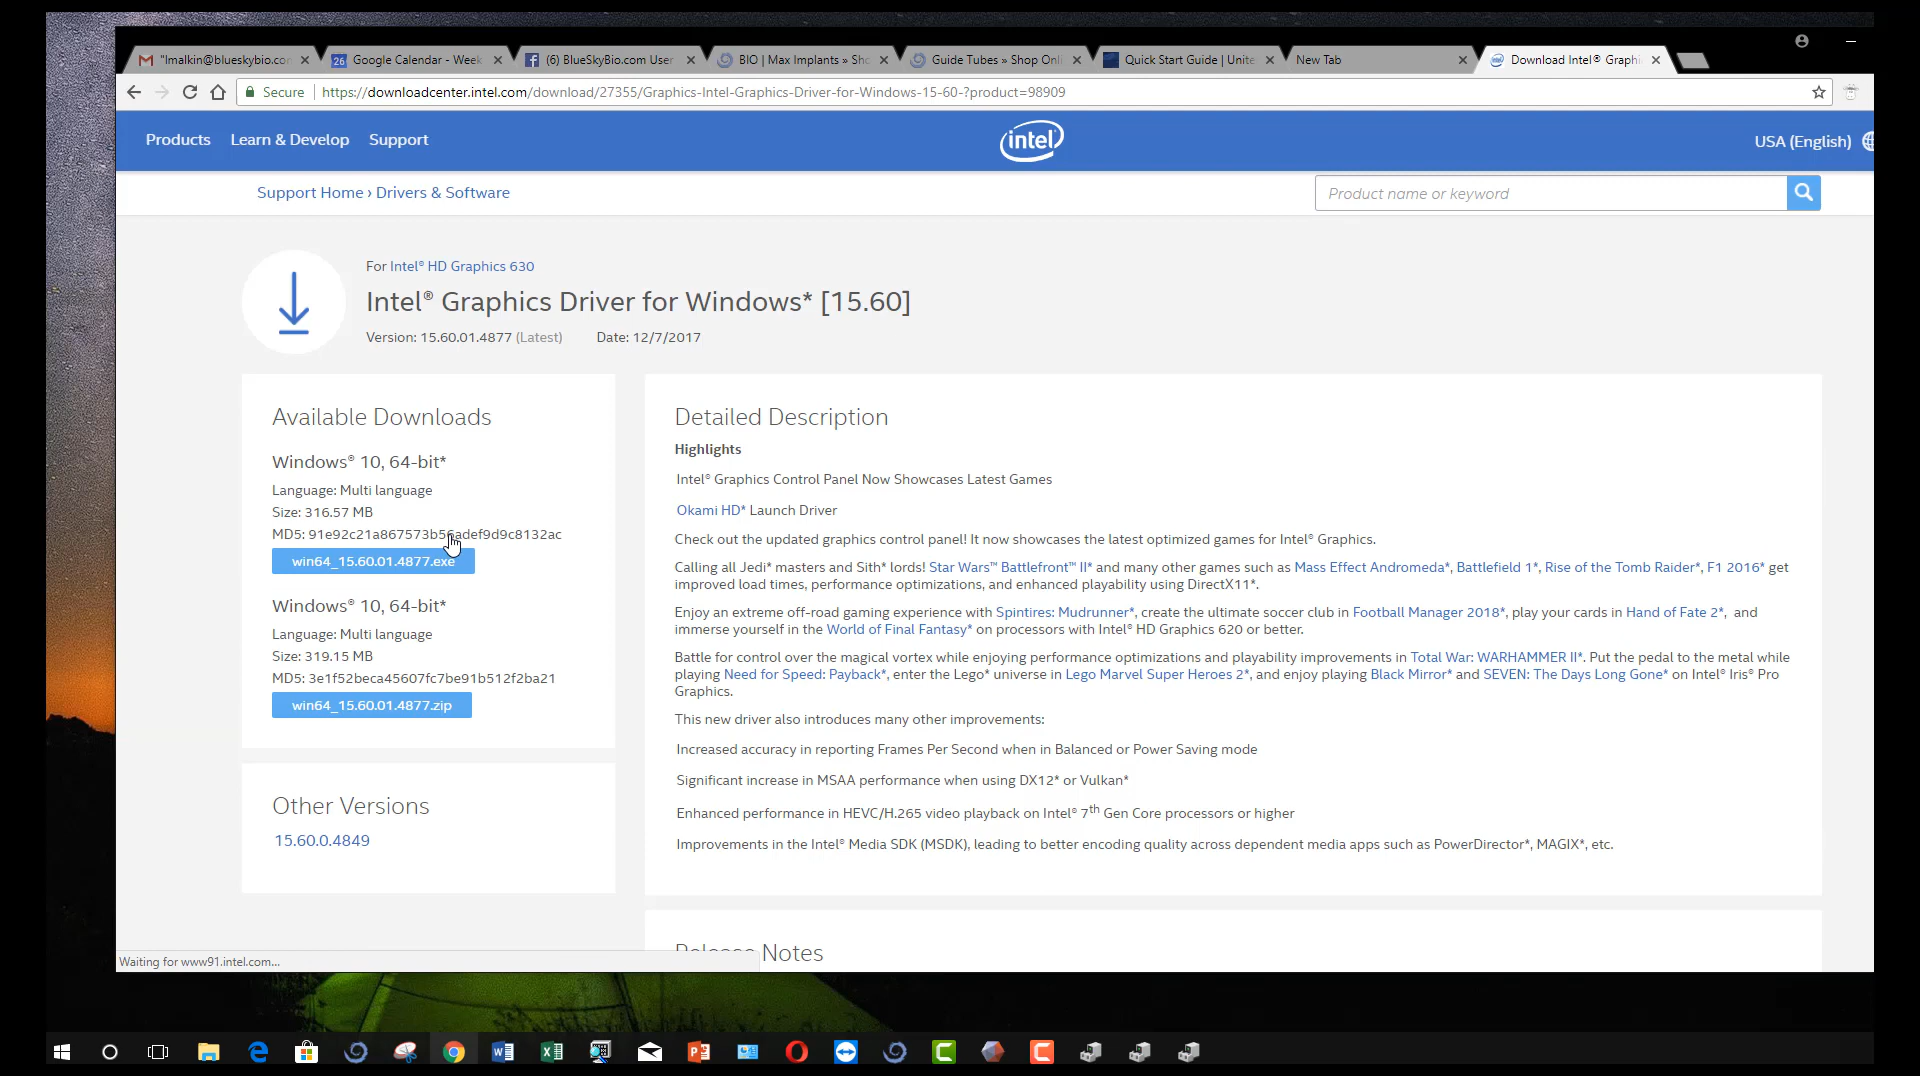 "lmalkin@blueskybio.co
26 Google Calendar - Week
(6) BlueSkyBio.com User
BIO | Max Implants » Sho
Guide Tubes » Shop Onli
Quick Start Guide | Unite
New Tab
Download Intel® Graphi
Secure https://downloadcenter.intel.com/download/27355/Graphics-Intel-Graphics-Driver-for-Windows-15-60-?product=98909
Products Learn & Develop Support intel USA (English)
Support Home › Drivers & Software Product name or keyword
For Intel® HD Graphics 630
Intel® Graphics Driver for Windows* [15.60]
Version: 15.60.01.4877 (Latest) Date: 12/7/2017
Available Downloads
Windows® 10, 64-bit*
Language: Multi language
Size: 316.57 MB
MD5: 91e92c21a867573b56adef9d9c8132ac
win64_15.60.01.4877.exe
Windows® 10, 64-bit*
Language: Multi language
Size: 319.15 MB
MD5: 3e1f52beca45607fc7be91b512f2ba21
win64_15.60.01.4877.zip
Other Versions
15.60.0.4849
Detailed Description
Highlights
Intel® Graphics Control Panel Now Showcases Latest Games
Okami HD* Launch Driver
Check out the updated graphics control panel! It now showcases the latest optimized games for Intel® Graphics.
Calling all Jedi* masters and Sith* lords! Star Wars™ Battlefront™ II* and many other games such as Mass Effect Andromeda*, Battlefield 1*, Rise of the Tomb Raider*, F1 2016* get
improved load times, performance optimizations, and enhanced playability using DirectX11*.
Enjoy an extreme off-road gaming experience with Spintires: Mudrunner*, create the ultimate soccer club in Football Manager 2018*, play your cards in Hand of Fate 2*, and
immerse yourself in the World of Final Fantasy* on processors with Intel® HD Graphics 620 or better.
Battle for control over the magical vortex while enjoying performance optimizations and playability improvements in Total War: WARHAMMER II*. Put the pedal to the metal while
playing Need for Speed: Payback*, enter the Lego* universe in Lego Marvel Super Heroes 2*, and enjoy playing Black Mirror* and SEVEN: The Days Long Gone* on Intel® Iris® Pro
Graphics.
This new driver also introduces many other improvements:
Increased accuracy in reporting Frames Per Second when in Balanced or Power Saving mode
Significant increase in MSAA performance when using DX12* or Vulkan*
Enhanced performance in HEVC/H.265 video playback on Intel® 7th Gen Core processors or higher
Improvements in the Intel® Media SDK (MSDK), leading to better encoding quality across dependent media apps such as PowerDirector*, MAGIX*, etc.
Release Notes
Waiting for www91.intel.com...